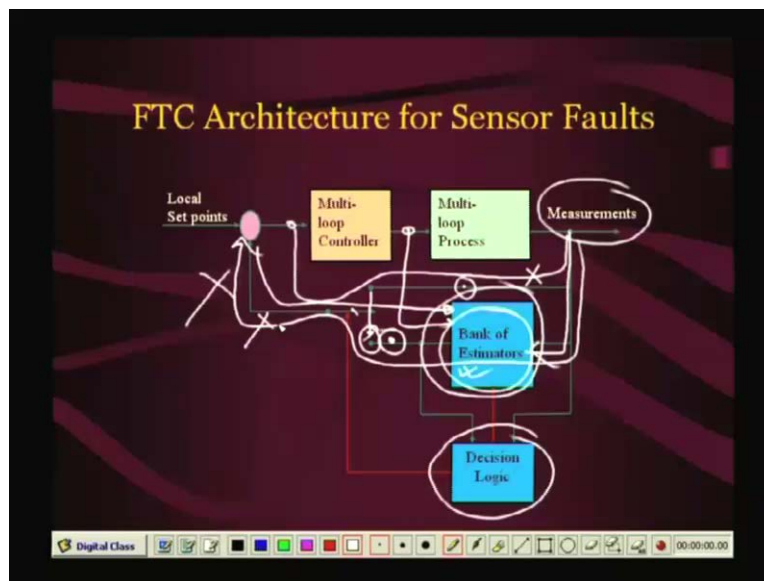 FTC Architecture for Sensor Faults
Local
Set points
Multi-
loop
Controller
Multi-
loop
Process
Measurements
Bank of
Estimators
Decision
Logic
Digital Class
00:00:00.00